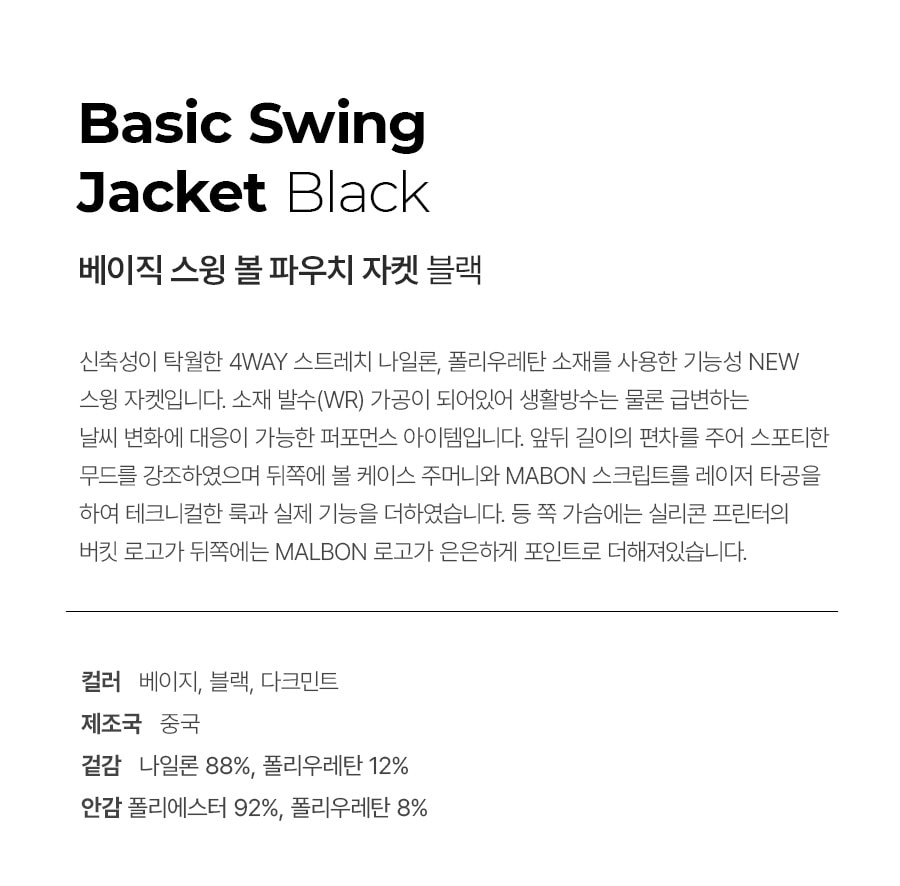 Basic Swing
Jacket Black
베이직 스윙 볼 파우치 자켓 블랙
신축성이 탁월한 4WAY 스트레치 나일론, 폴리우레탄 소재를 사용한 기능성 NEW
스윙 자켓입니다. 소재 발수(WR) 가공이 되어있어 생활방수는 물론 급변하는
날씨 변화에 대응이 가능한 퍼포먼스 아이템입니다. 앞뒤 길이의 편차를 주어 스포티한
무드를 강조하였으며 뒤쪽에 볼 케이스 주머니와 MABON 스크립트를 레이저 타공을
하여 테크니컬한 룩과 실제 기능을 더하였습니다. 등 쪽 가슴에는 실리콘 프린터의
버킷 로고가 뒤쪽에는 MALBON 로고가 은은하게 포인트로 더해져있습니다.
컬러 베이지, 블랙, 다크민트
제조국 중국
겉감 나일론 88%, 폴리우레탄 12%
안감 폴리에스터 92%, 폴리우레탄 8%